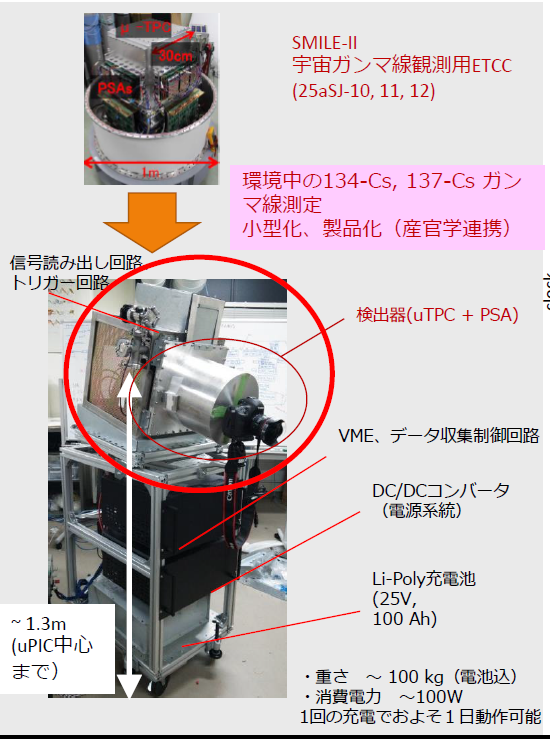 μ-TPC
30cm
PSAs
1m
SMILE-II
宇宙ガンマ線観測用ETCC
(25aSJ-10, 11, 12)
環境中の134-Cs, 137-Cs ガン
マ線測定
小型化、製品化（産官学連携）
信号読み出し回路、
トリガー回路
検出器(uTPC + PSA)
VME、データ収集制御回路
DC/DCコンバータ
（電源系統）
Li-Poly充電池
(25V,
100 Ah)
~ 1.3m
(uPIC中心
まで）
・重さ　～ 100 kg（電池込）
・消費電力　～100W
1回の充電でおよそ１日動作可能
Canon
clock